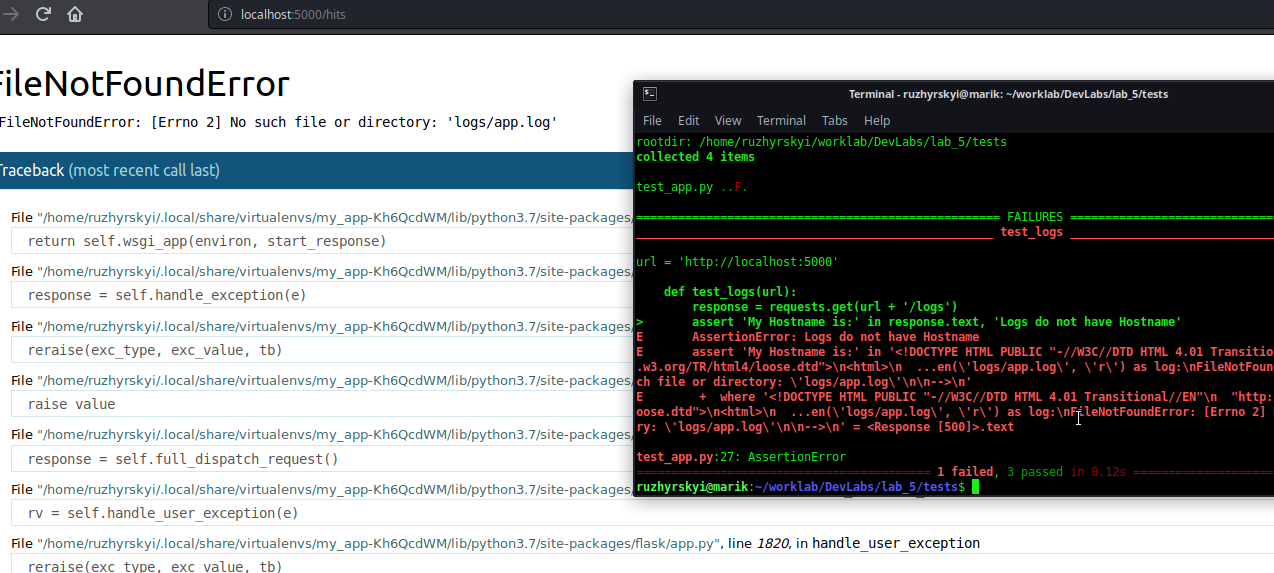 localhost:5000/hits
FileNotFoundError
FileNotFoundError: [Errno 2] No such file or directory: 'logs/app.log'
Traceback (most recent call last)
File "/home/ruzhyrskyi/.local/share/virtualenvs/my_app-Kh6QcdWM/lib/python3.7/site-packages/
return self.wsgi_app(environ, start_response)
File "/home/ruzhyrskyi/.local/share/virtualenvs/my_app-Kh6QcdWM/lib/python3.7/site-packages/
response = self.handle_exception(e)
File "/home/ruzhyrskyi/.local/share/virtualenvs/my_app-Kh6QcdWM/lib/python3.7/site-packages/
reraise(exc_type, exc_value, tb)
File "/home/ruzhyrskyi/.local/share/virtualenvs/my_app-Kh6QcdWM/lib/python3.7/site-packages/
raise value
File "/home/ruzhyrskyi/.local/share/virtualenvs/my_app-Kh6QcdWM/lib/python3.7/site-packages/
response = self.full_dispatch_request()
File "/home/ruzhyrskyi/.local/share/virtualenvs/my_app-Kh6QcdWM/lib/python3.7/site-packages/
rv = self.handle_user_exception(e)
File "/home/ruzhyrskyi/.local/share/virtualenvs/my_app-Kh6QcdWM/lib/python3.7/site-packages/flask/app.py", line 1820, in handle_user_exception
reraise(exc_type, exc_value, tb)
Terminal - ruzhyrskyi@marik: ~/worklab/DevLabs/lab_5/tests
File Edit View Terminal Tabs Help
rootdir: /home/ruzhyrskyi/worklab/DevLabs/lab_5/tests
collected 4 items
test_app.py ..F.
==================== FAILURES ====================
____________________ test_logs ____________________
url = 'http://localhost:5000'
def test_logs(url):
response = requests.get(url + '/logs')
> assert 'My Hostname is:' in response.text, 'Logs do not have Hostname'
E AssertionError: Logs do not have Hostname
E assert 'My Hostname is:' in '<!DOCTYPE HTML PUBLIC "-//W3C//DTD HTML 4.01 Transitio
.w3.org/TR/html4/loose.dtd">\n<html>\n ...en(\'logs/app.log\', \'r\') as log:\nFileNotFoun
ch file or directory: \'logs/app.log\'\n\n-->\n'
E + where '<!DOCTYPE HTML PUBLIC "-//W3C//DTD HTML 4.01 Transitional//EN"\n "http:
oose.dtd">\n<html>\n ...en(\'logs/app.log\', \'r\') as log:\nFileNotFoundError: [Errno 2]
ry: \'logs/app.log\'\n\n-->\n' = <Response [500]>.text
test_app.py:27: AssertionError
==================== 1 failed, 3 passed in 0.12s ====================
ruzhyrskyi@marik:~/worklab/DevLabs/lab_5/tests$